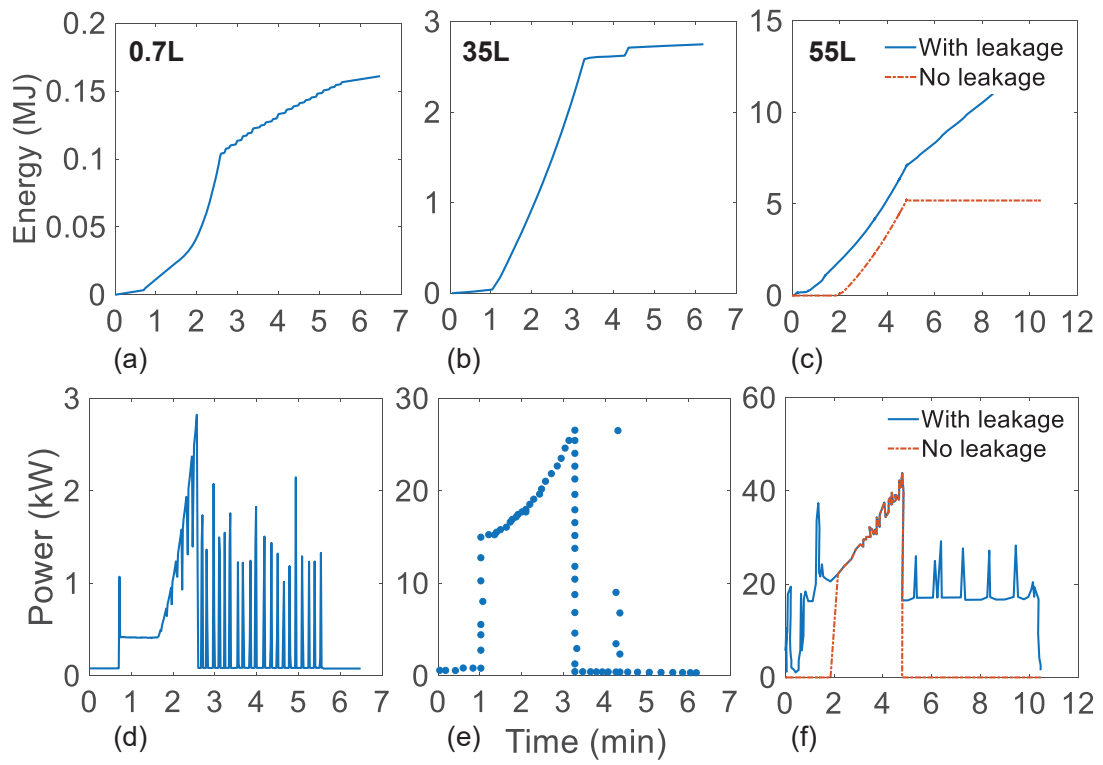 0.2
0.15
0.1
0.05
0
0 1 2 3 4 5 6 7
Energy (MJ)
0.7L
(a)
3
2
1
0
0 1 2 3 4 5 6 7
35L
(b)
15
10
5
0
0 2 4 6 8 10 12
55L
With leakage
No leakage
(c)
3
2
1
0
0 1 2 3 4 5 6 7
Power (kW)
(d)
30
20
10
0
0 1 2 3 4 5 6 7
(e)
Time (min)
60
40
20
0
0 2 4 6 8 10 12
With leakage
No leakage
(f)